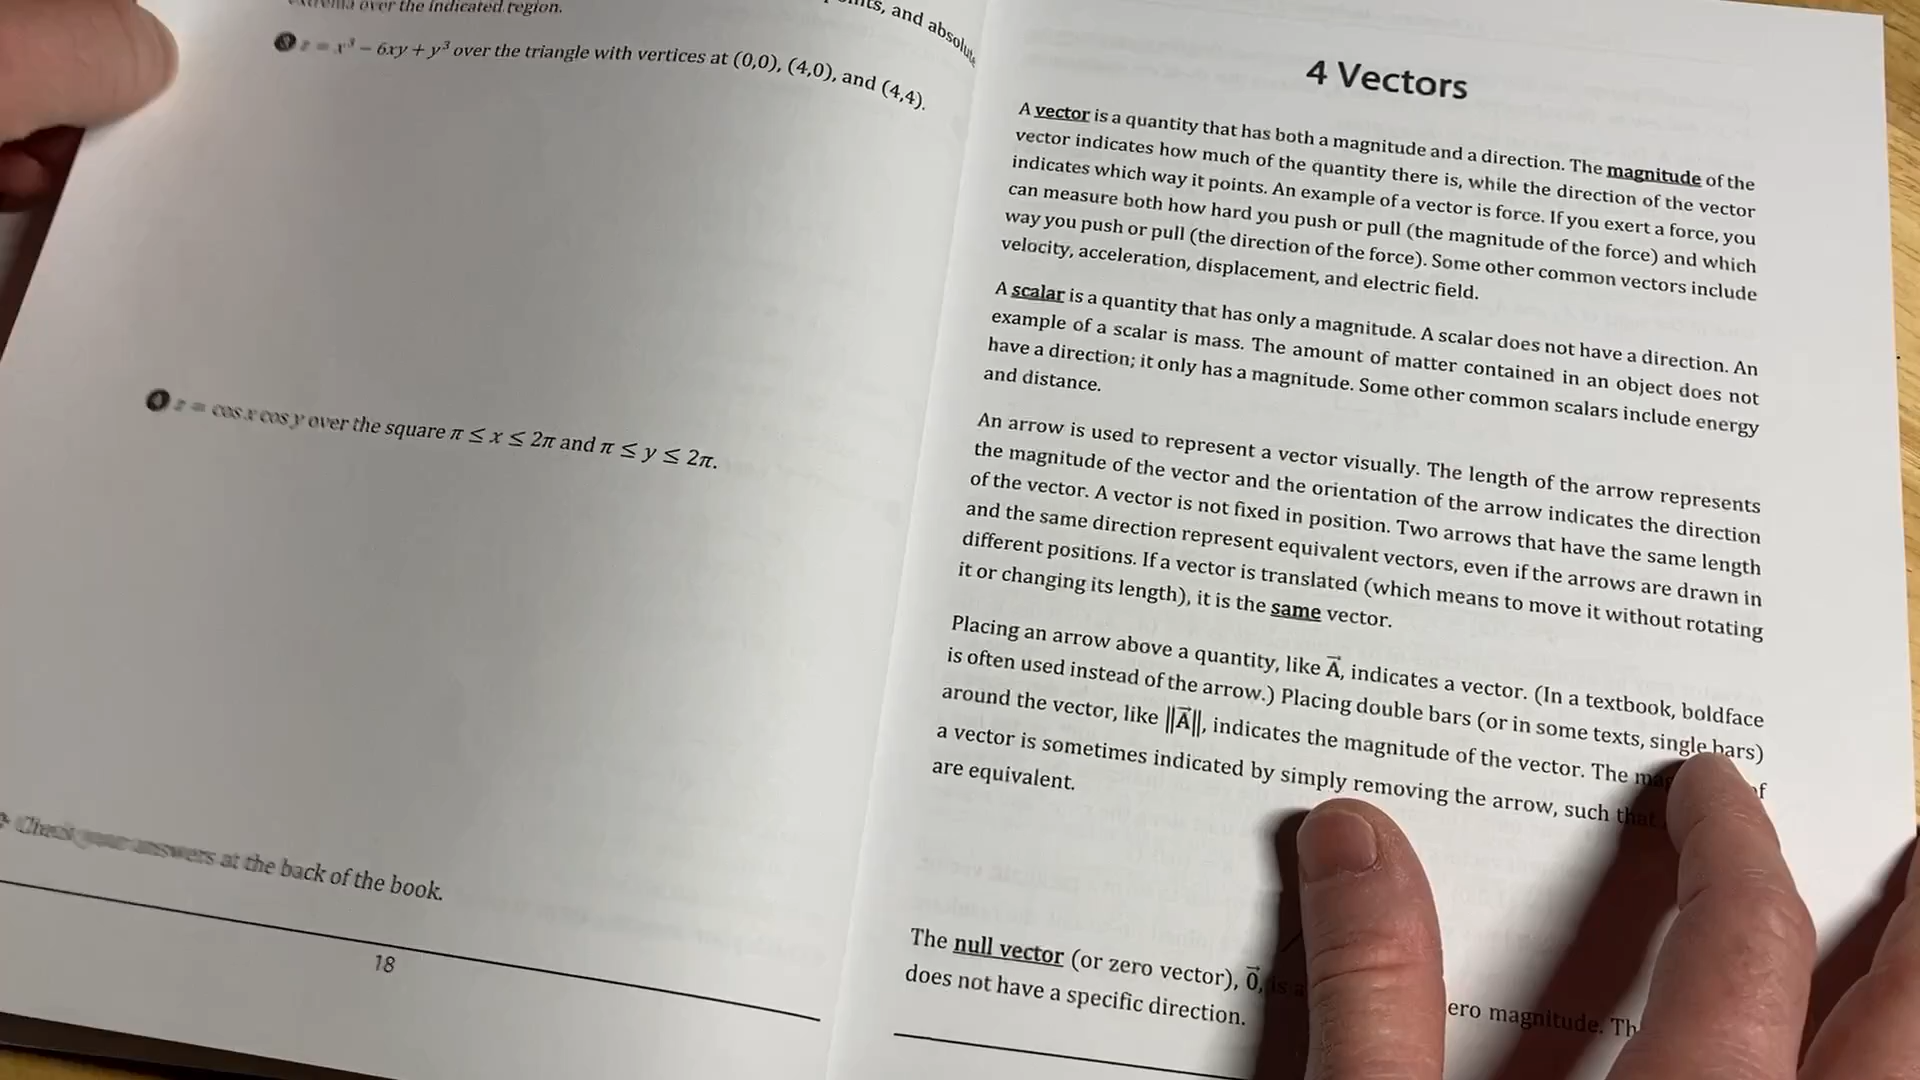 over the indicated region.
and absolute
3 z = x³ − 6xy + y³ over the triangle with vertices at (0,0), (4,0), and (4,4).
4 z = cos x cos y over the square π ≤ x ≤ 2π and π ≤ y ≤ 2π.
Check your answers at the back of the book.
18
4 Vectors
A vector is a quantity that has both a magnitude and a direction. The magnitude of the
vector indicates how much of the quantity there is, while the direction of the vector
indicates which way it points. An example of a vector is force. If you exert a force, you
can measure both how hard you push or pull (the magnitude of the force) and which
way you push or pull (the direction of the force). Some other common vectors include
velocity, acceleration, displacement, and electric field.
A scalar is a quantity that has only a magnitude. A scalar does not have a direction. An
example of a scalar is mass. The amount of matter contained in an object does not
have a direction; it only has a magnitude. Some other common scalars include energy
and distance.
An arrow is used to represent a vector visually. The length of the arrow represents
the magnitude of the vector and the orientation of the arrow indicates the direction
of the vector. A vector is not fixed in position. Two arrows that have the same length
and the same direction represent equivalent vectors, even if the arrows are drawn in
different positions. If a vector is translated (which means to move it without rotating
it or changing its length), it is the same vector.
Placing an arrow above a quantity, like A⃗, indicates a vector. (In a textbook, boldface
is often used instead of the arrow.) Placing double bars (or in some texts, single bars)
around the vector, like ‖A⃗‖, indicates the magnitude of the vector. The of
a vector is sometimes indicated by simply removing the arrow, such that
are equivalent.
The null vector (or zero vector), 0⃗, is a magnitude.
does not have a specific direction.